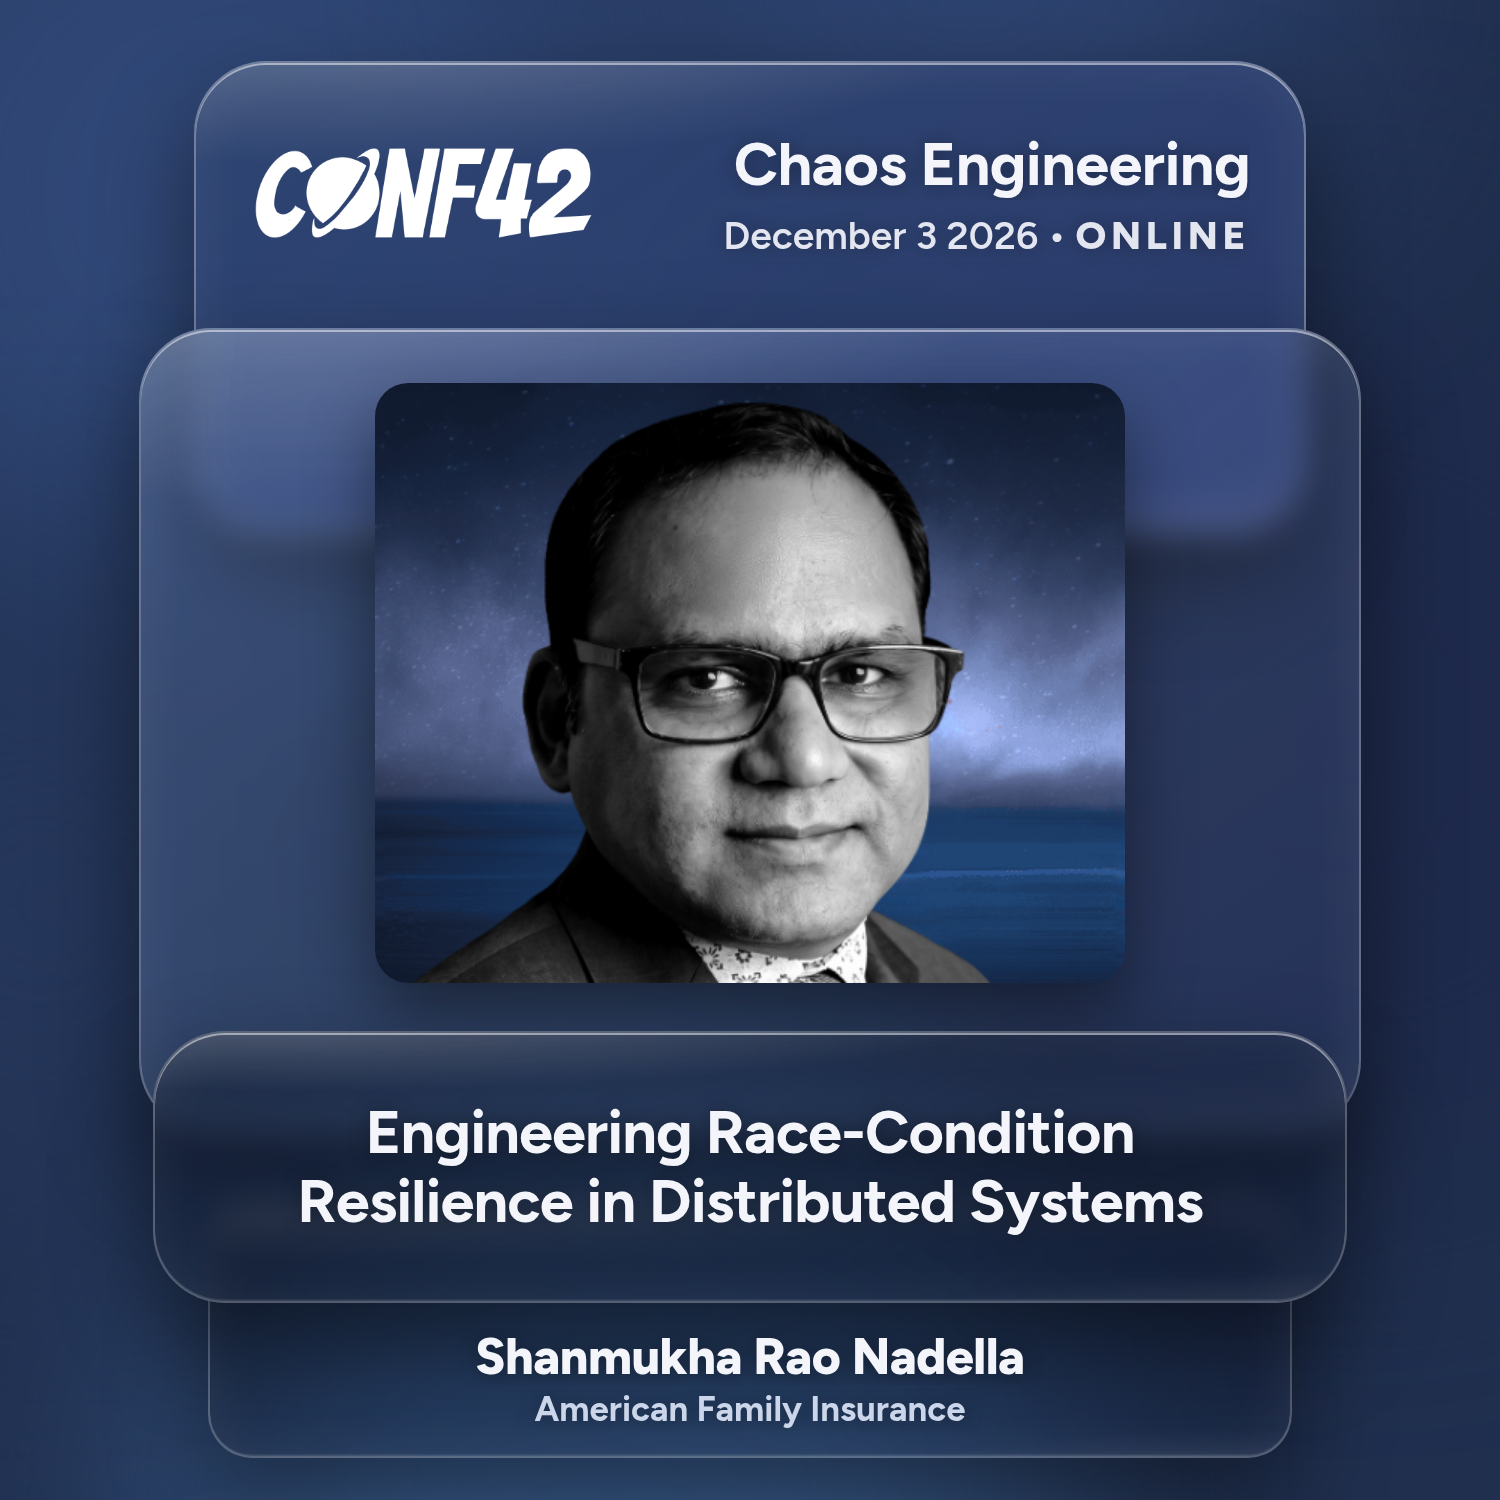 CONF42
Chaos Engineering
December 3 2026 • ONLINE
Engineering Race-Condition
Resilience in Distributed Systems
Shanmukha Rao Nadella
American Family Insurance